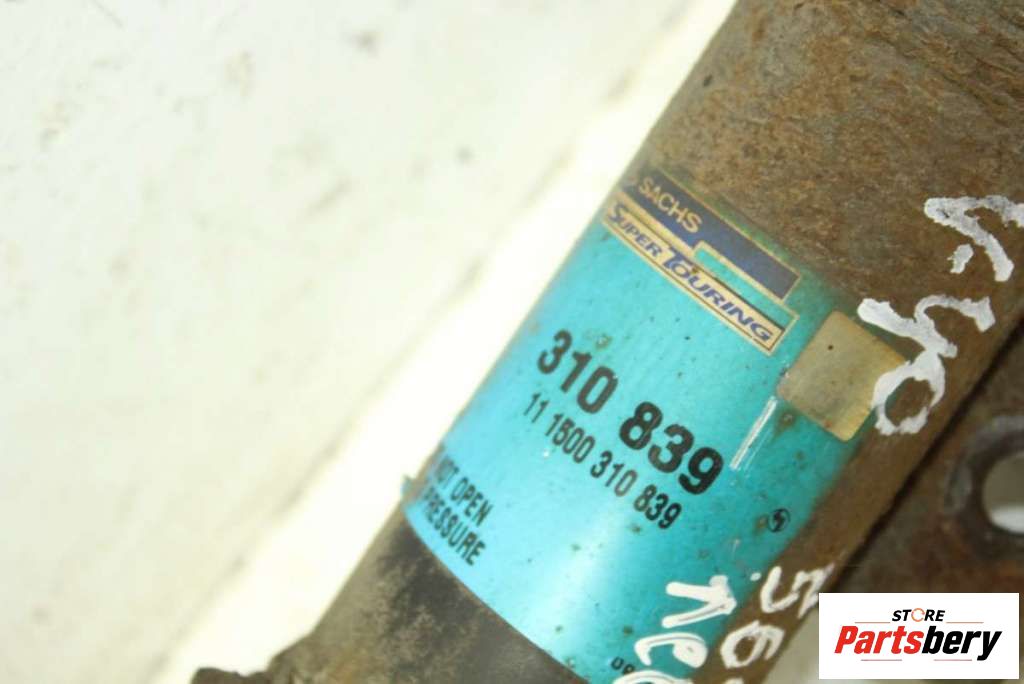 SACHS
SUPER TOURING
310 839
11 1500 310 839
NOT OPEN
PRESSURE
STORE
Partsbery